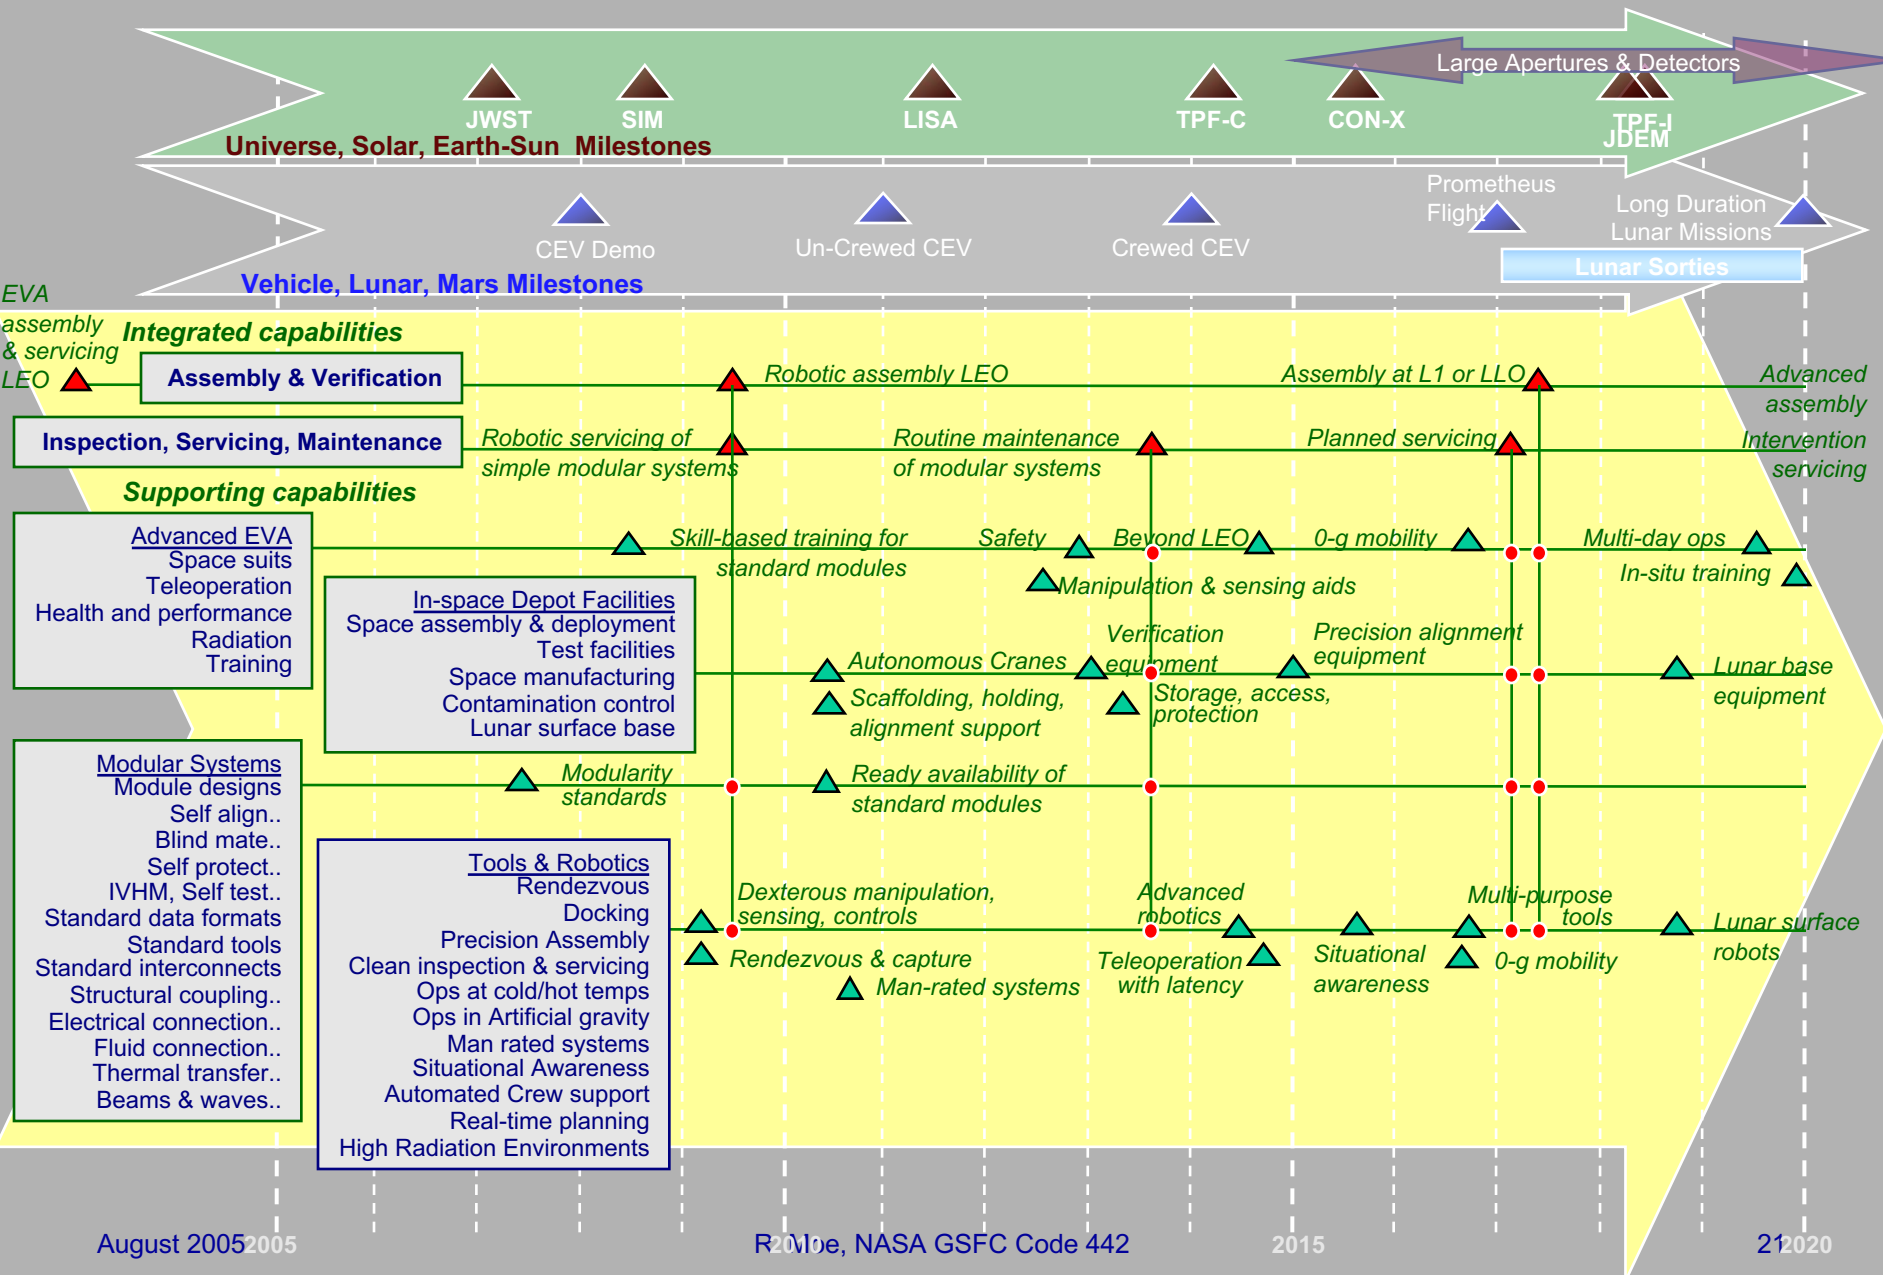 Large Apertures & Detectors
JWST
SIM
LISA
TPF-C
CON-X
TPF-I
JDEM
Universe, Solar, Earth-Sun Milestones
Prometheus
Flight
Long Duration
Lunar Missions
CEV Demo
Un-Crewed CEV
Crewed CEV
Lunar Sorties
Vehicle, Lunar, Mars Milestones
EVA
assembly
& servicing
LEO
Integrated capabilities
Assembly & Verification
Robotic assembly LEO
Assembly at L1 or LLO
Advanced
assembly
Inspection, Servicing, Maintenance
Robotic servicing of
simple modular systems
Routine maintenance
of modular systems
Planned servicing
Intervention
servicing
Supporting capabilities
Advanced EVA
Space suits
Teleoperation
Health and performance
Radiation
Training
Skill-based training for
standard modules
Safety
Beyond LEO
0-g mobility
Multi-day ops
In-situ training
Manipulation & sensing aids
In-space Depot Facilities
Space assembly & deployment
Test facilities
Space manufacturing
Contamination control
Lunar surface base
Autonomous Cranes
Scaffolding, holding,
alignment support
Verification
equipment
Storage, access,
protection
Precision alignment
equipment
Lunar base
equipment
Modular Systems
Module designs
Self align..
Blind mate..
Self protect..
IVHM, Self test..
Standard data formats
Standard tools
Standard interconnects
Structural coupling..
Electrical connection..
Fluid connection..
Thermal transfer..
Beams & waves..
Modularity
standards
Ready availability of
standard modules
Tools & Robotics
Rendezvous
Docking
Precision Assembly
Clean inspection & servicing
Ops at cold/hot temps
Ops in Artificial gravity
Man rated systems
Situational Awareness
Automated Crew support
Real-time planning
High Radiation Environments
Dexterous manipulation,
sensing, controls
Rendezvous & capture
Man-rated systems
Advanced
robotics
Teleoperation
with latency
Situational
awareness
Multi-purpose
tools
0-g mobility
Lunar surface
robots
August 2005
2005
R. Moe, NASA GSFC Code 442
2010
2015
21
2020